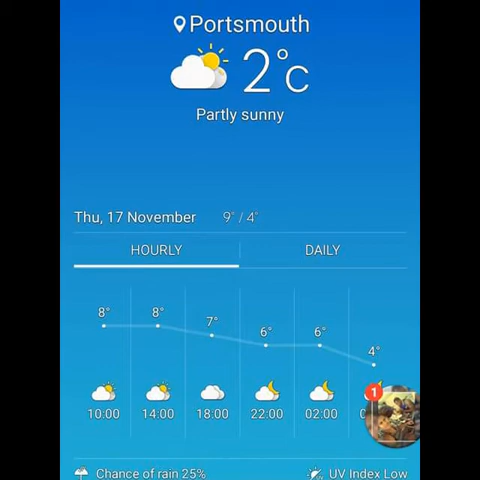 Portsmouth
2°C
Partly sunny
Thu, 17 November 9° / 4°
HOURLY DAILY
8° 8° 7° 6° 6° 4°
10:00 14:00 18:00 22:00 02:00
1
Chance of rain 25% UV Index Low